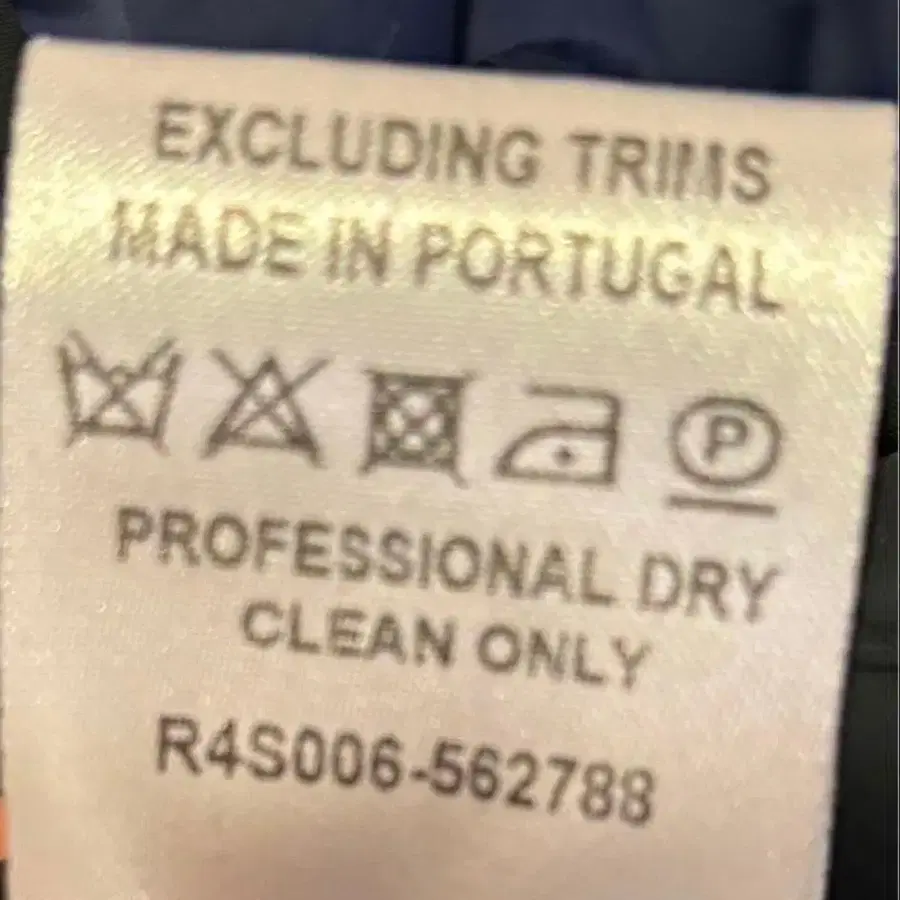 EXCLUDING TRIMS
MADE IN PORTUGAL
P
PROFESSIONAL DRY
CLEAN ONLY
R4S006-562788